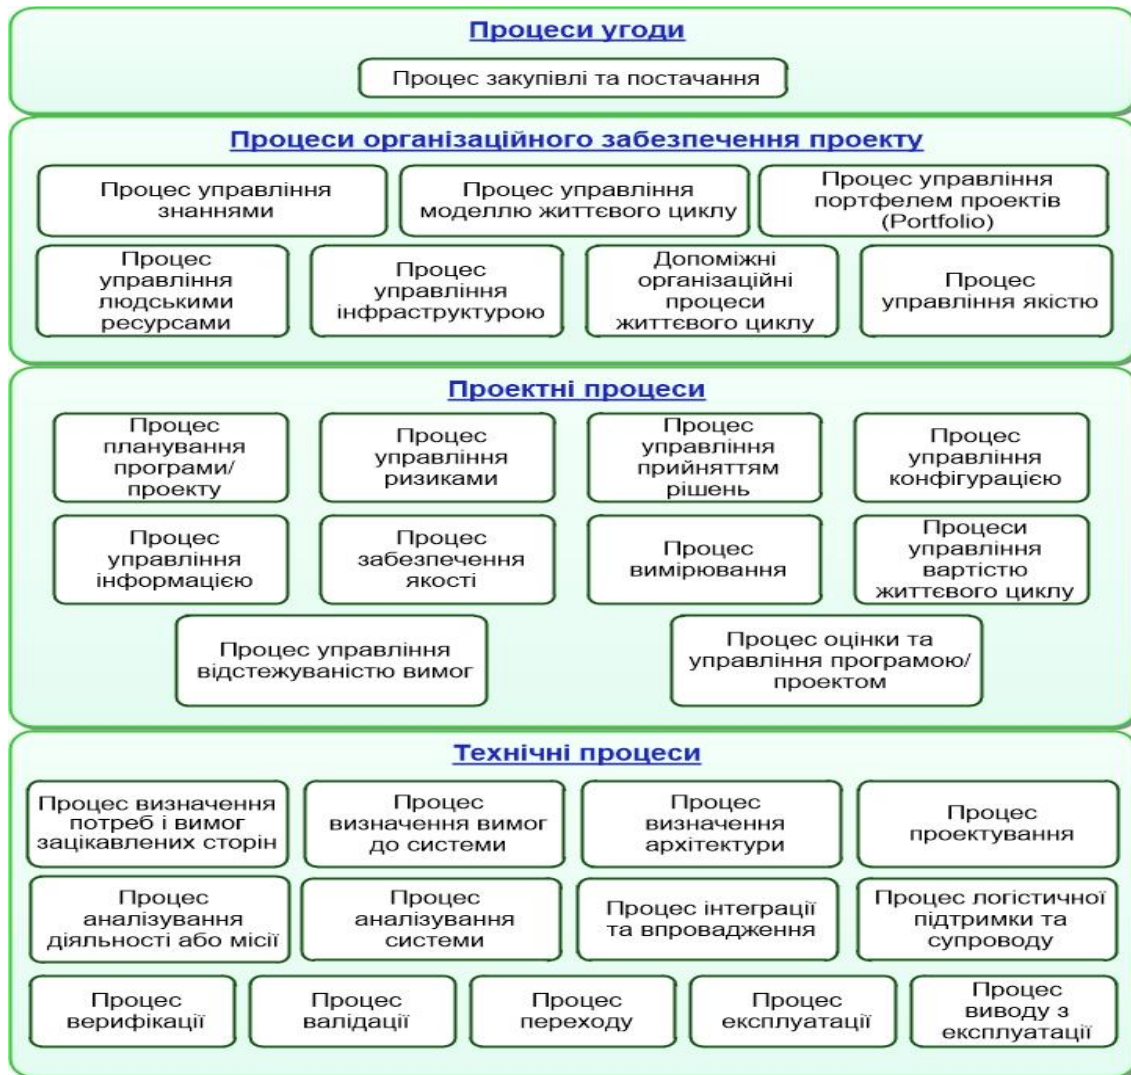 Процеси угоди
Процес закупівлі та постачання
Процеси організаційного забезпечення проекту
Процес управління
знаннями
Процес управління
моделлю життєвого циклу
Процес управління
портфелем проектів
(Portfolio)
Процес
управління
людськими
ресурсами
Процес
управління
інфраструктурою
Допоміжні
організаційні
процеси
життєвого циклу
Процес
управління якістю
Проектні процеси
Процес
планування
програми/
проекту
Процес
управління
ризиками
Процес
управління
прийняттям
рішень
Процес
управління
конфігурацією
Процес
управління
інформацією
Процес
забезпечення
якості
Процес
вимірювання
Процеси
управління
вартістю
життєвого циклу
Процес управління
відстежуваністю вимог
Процес оцінки та
управління програмою/
проектом
Технічні процеси
Процес визначення
потреб і вимог
зацікавлених сторін
Процес
визначення вимог
до системи
Процес
визначення
архітектури
Процес
проектування
Процес
аналізування
діяльності або місії
Процес
аналізування
системи
Процес інтеграції
та впровадження
Процес логістичної
підтримки та
супроводу
Процес
верифікації
Процес
валідації
Процес
переходу
Процес
експлуатації
Процес
виводу з
експлуатації